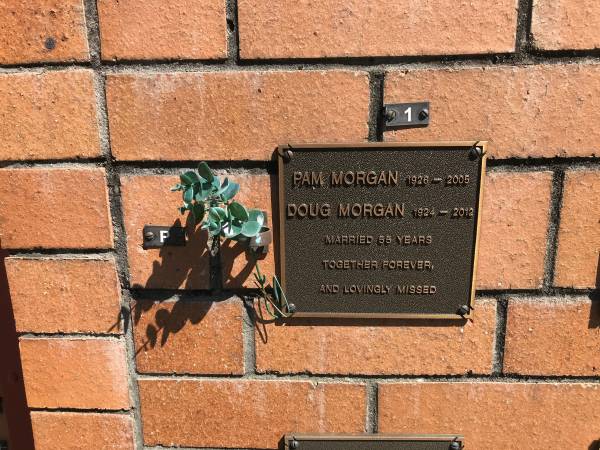 1
PAM MORGAN 1926 - 2005
DOUG MORGAN 1924 - 2012
F
MARRIED 55 YEARS
TOGETHER FOREVER,
AND LOVINGLY MISSED